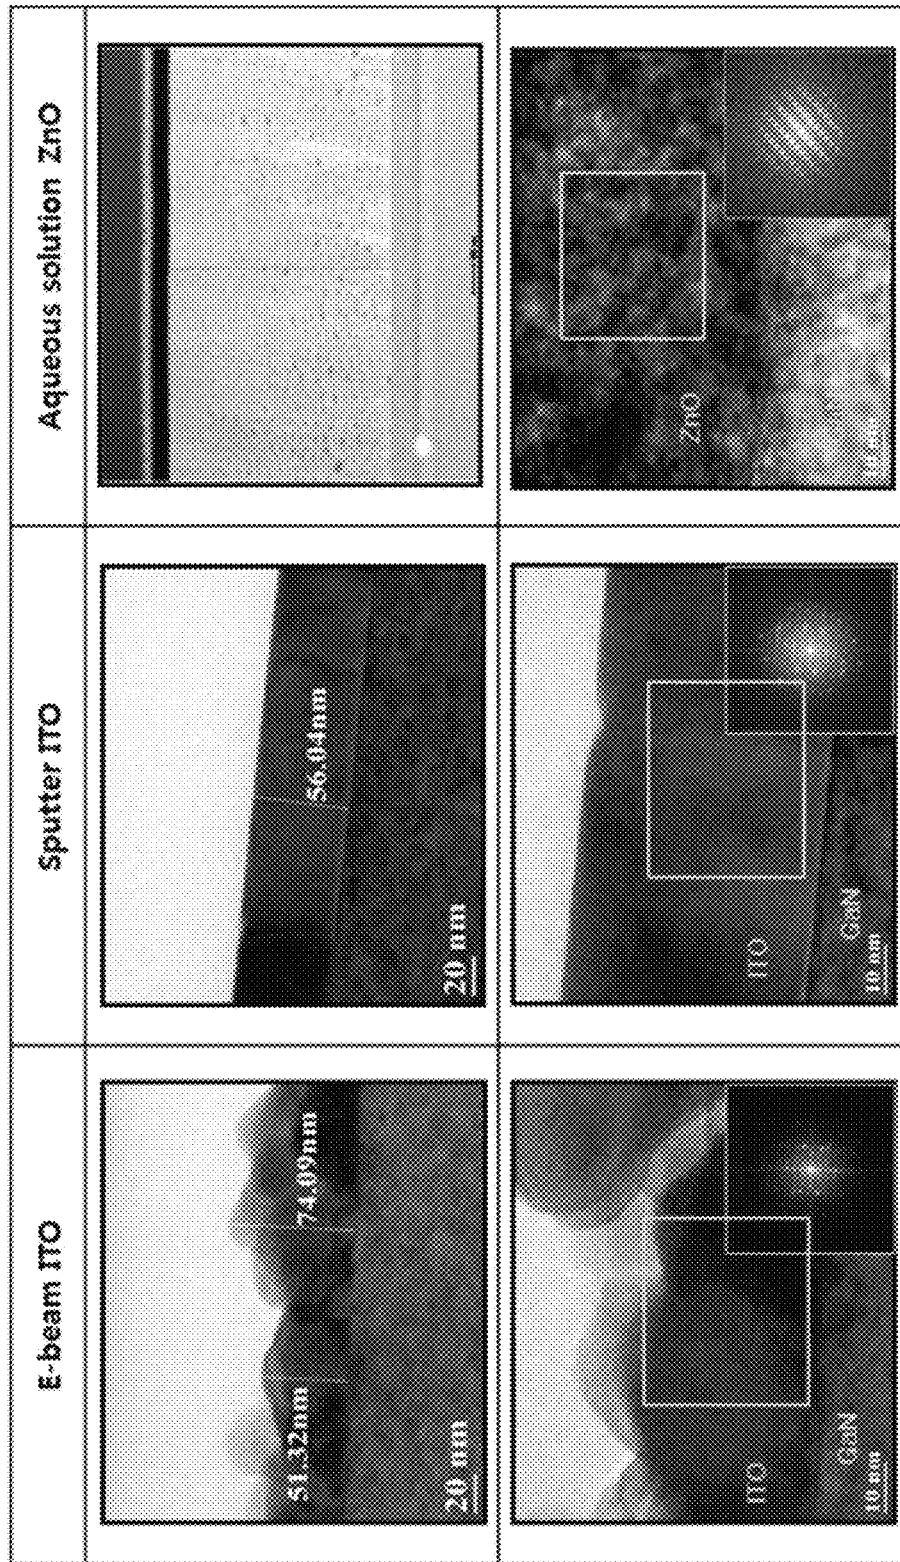 E-beam ITO
Sputter ITO
Aqueous solution ZnO
51.32nm
74.09nm
20 nm
56.04nm
20 nm
ITO
GaN
10 nm
ITO
GaN
10 nm
ZnO